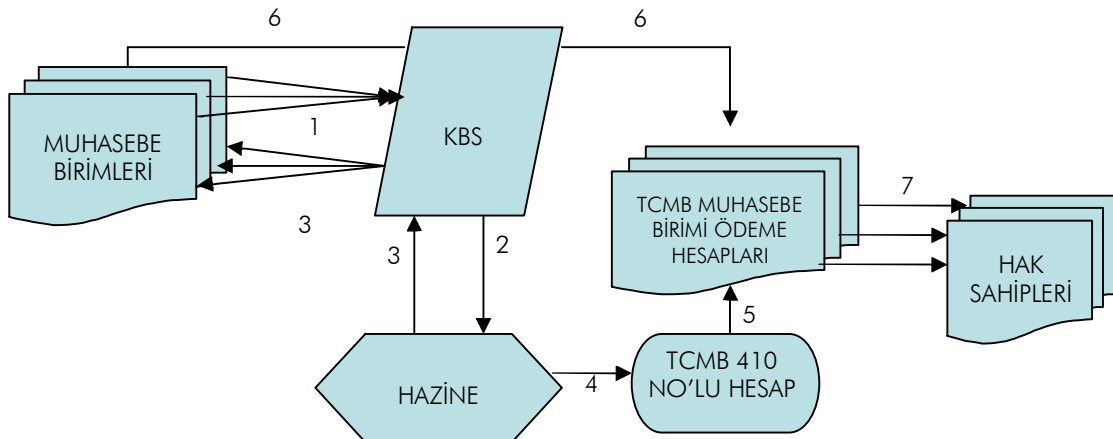 6
6
1
KBS
MUHASEBE
BİRİMLERİ
7
TCMB MUHASEBE
BİRİMİ ÖDEME
HESAPLARI
3
3
2
HAK
SAHİPLERİ
5
TCMB 410
NO'LU HESAP
4
HAZİNE